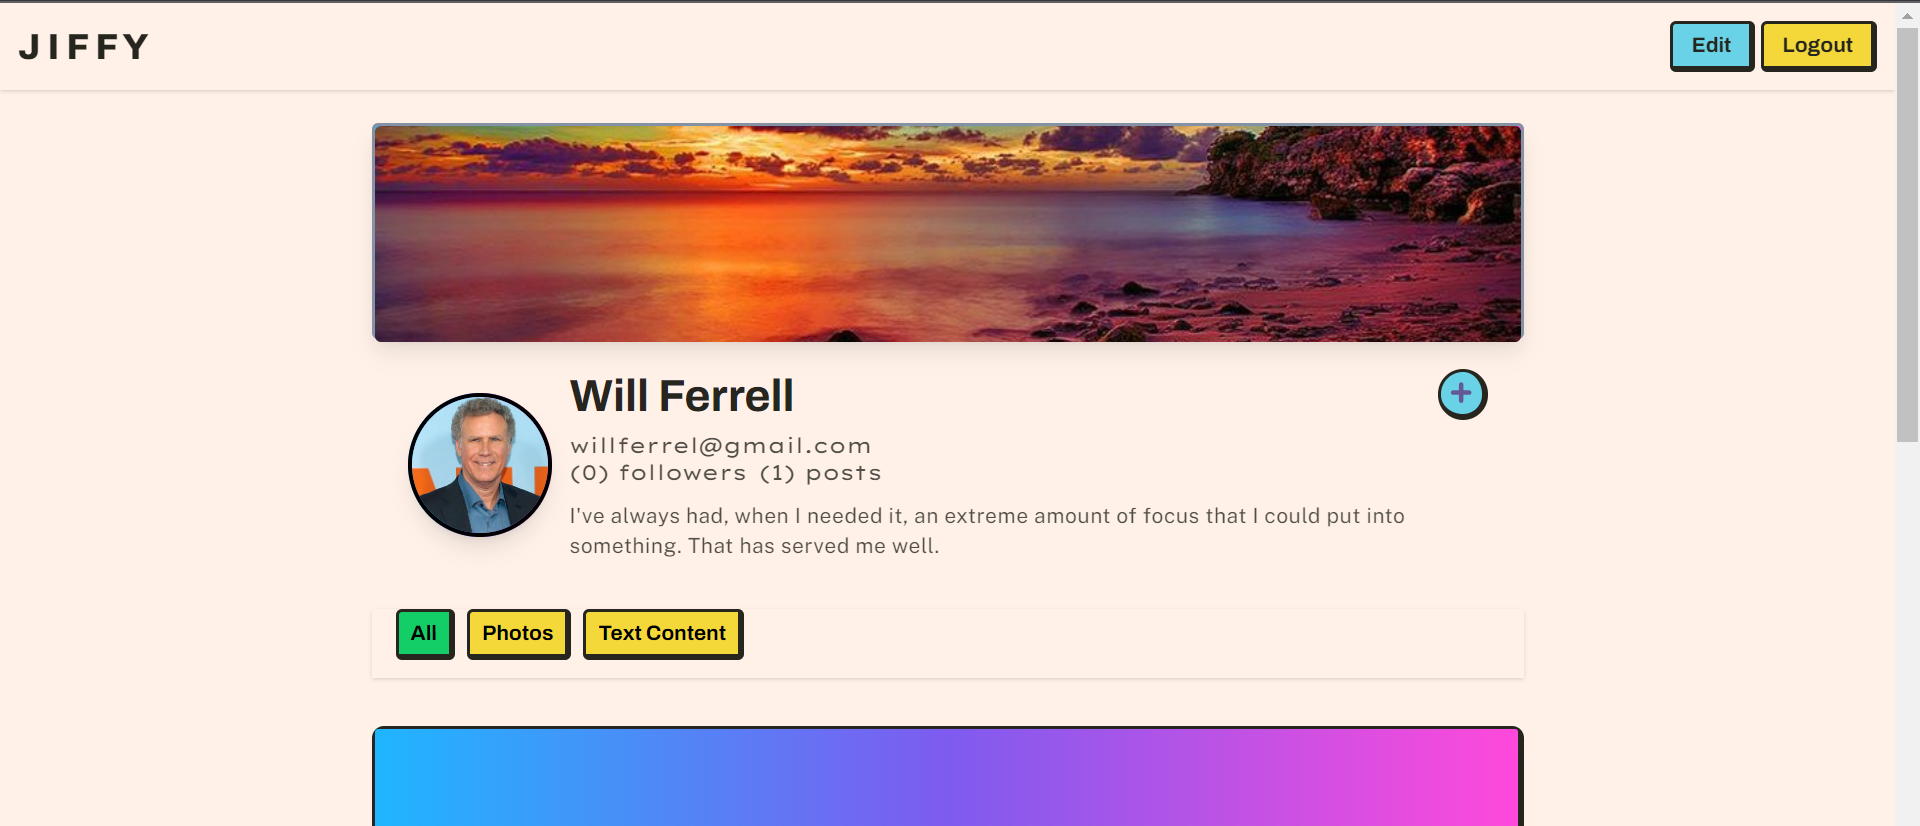 JIFFY
Edit
Logout
Will Ferrell
willferrel@gmail.com
(0) followers (1) posts
I've always had, when I needed it, an extreme amount of focus that I could put into
something. That has served me well.
All
Photos
Text Content